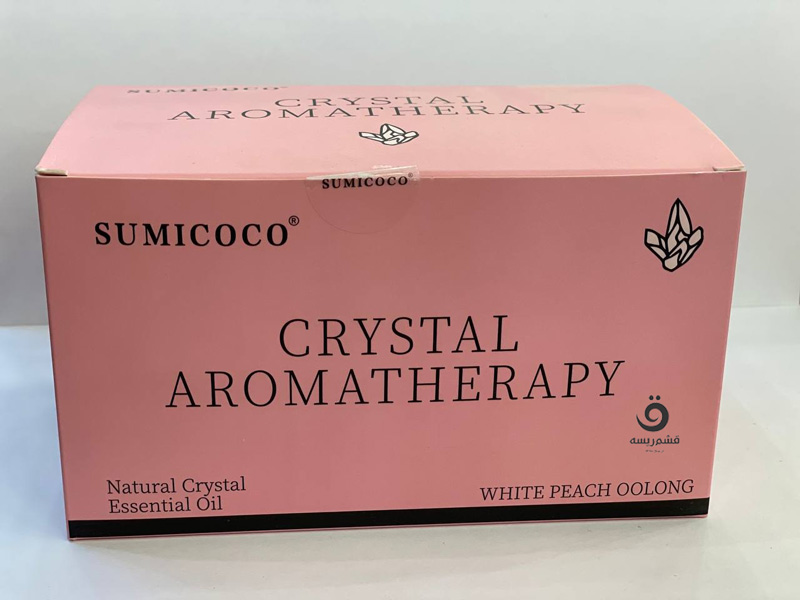 SUMICOCO®
CRYSTAL
AROMATHERAPY
SUMICOCO®
SUMICOCO®
CRYSTAL
AROMATHERAPY
ق
قشم‌ریسه
Natural Crystal
Essential Oil
WHITE PEACH OOLONG